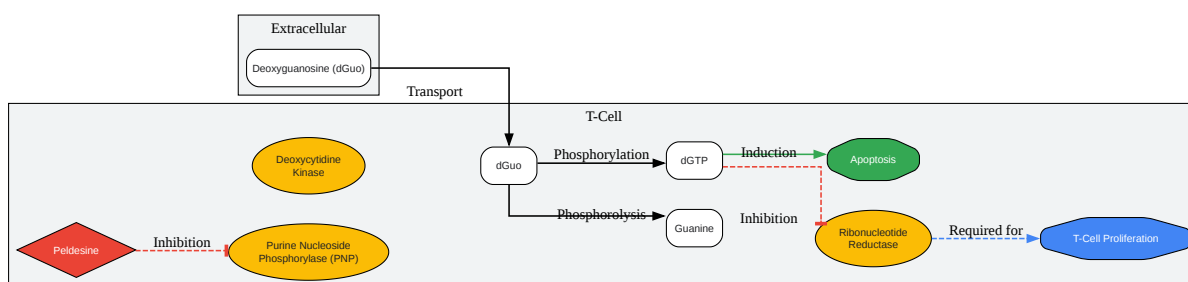 Extracellular
Deoxyguanosine (dGuo)
Transport
T-Cell
Deoxycytidine
Kinase
dGuo
Phosphorylation
dGTP
Induction
Apoptosis
Phosphorolysis
Guanine
Inhibition
Ribonucleotide
Reductase
Required for
T-Cell Proliferation
Peldesine
Inhibition
Purine Nucleoside
Phosphorylase (PNP)